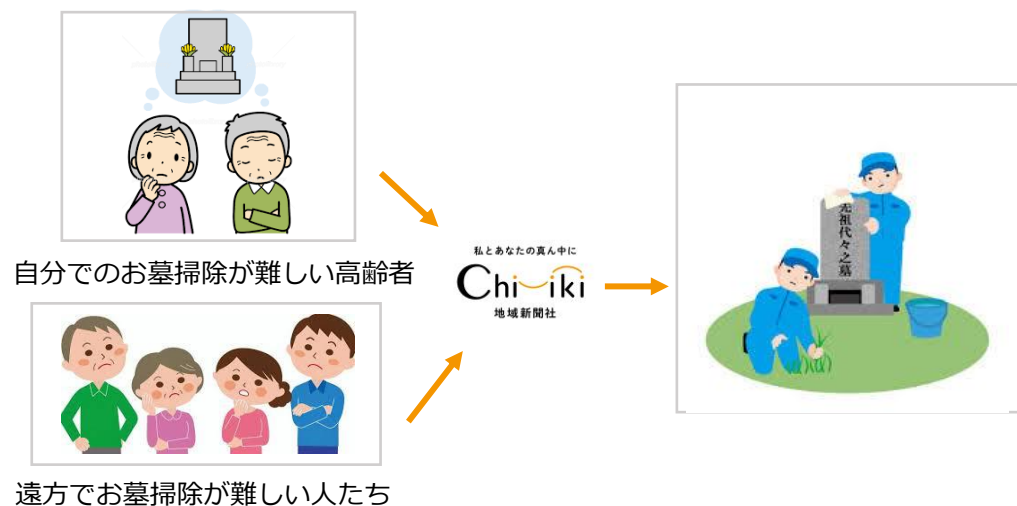 自分でのお墓掃除が難しい高齢者
遠方でお墓掃除が難しい人たち
私とあなたの真ん中に
Chiiki
地域新聞社
先祖代々之墓